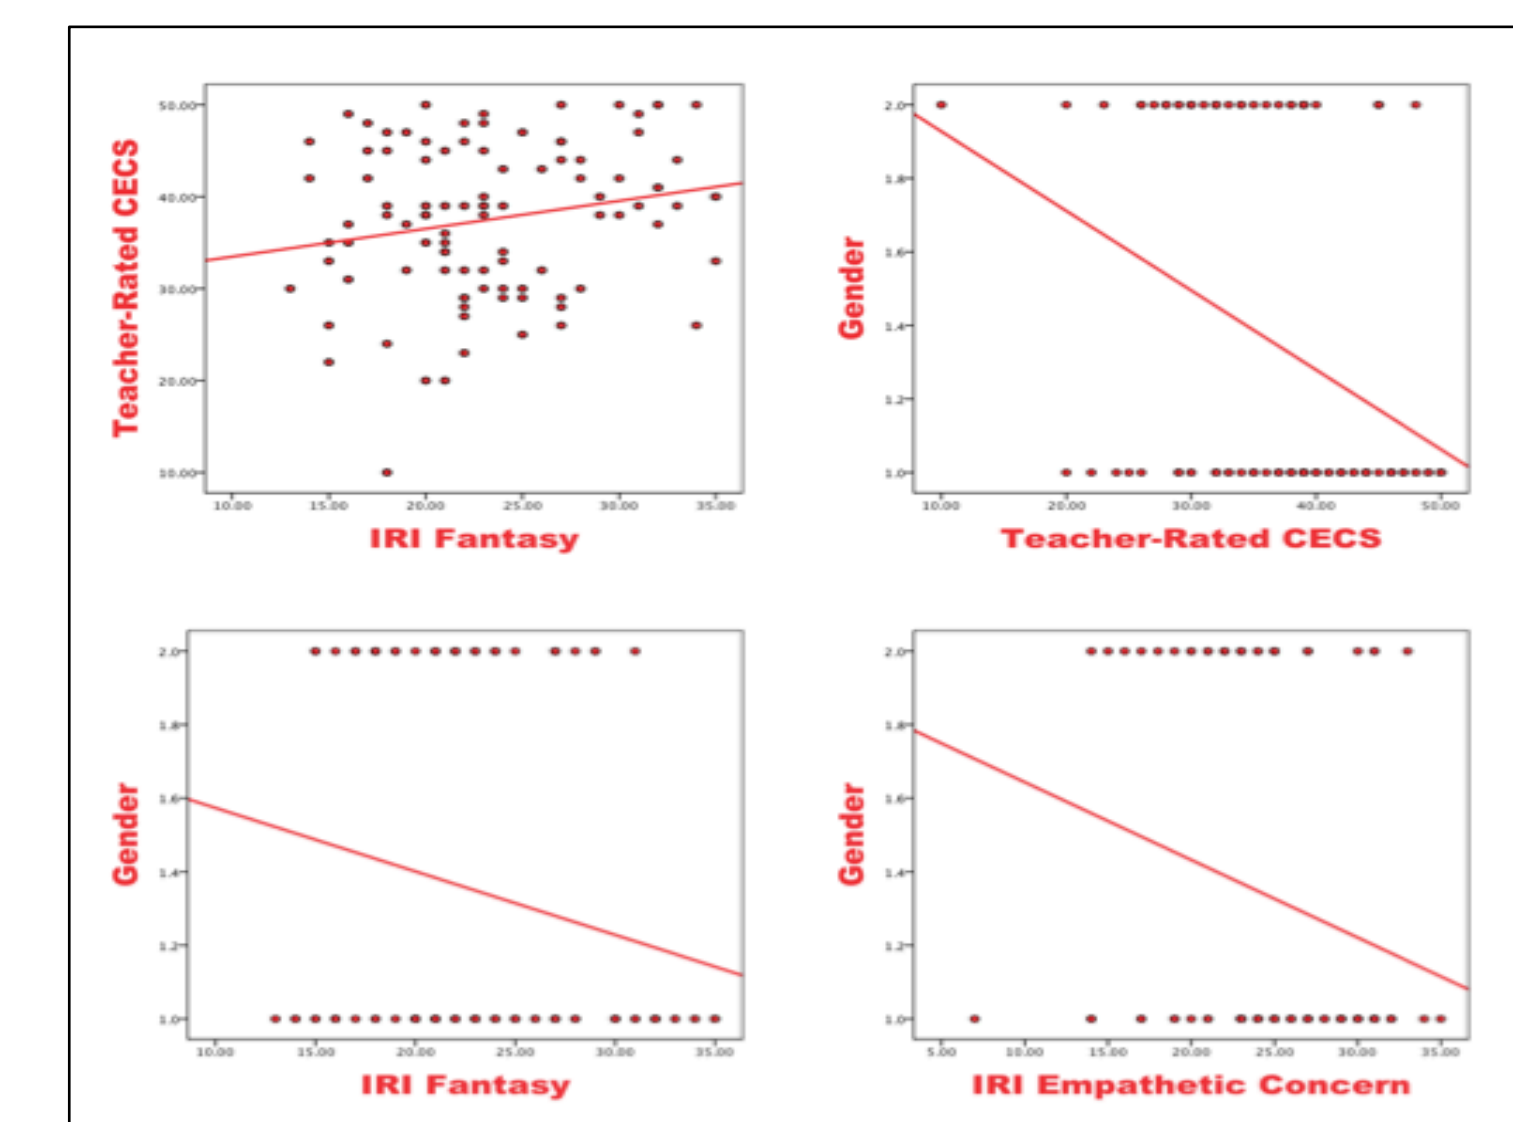 Teacher-Rated CECS
50.00
40.00
30.00
20.00
10.00
10.00 15.00 20.00 25.00 30.00 35.00
IRI Fantasy
Gender
2.0
1.8
1.6
1.4
1.2
1.0
10.00 20.00 30.00 40.00 50.00
Teacher-Rated CECS
Gender
2.0
1.8
1.6
1.4
1.2
1.0
10.00 15.00 20.00 25.00 30.00 35.00
IRI Fantasy
Gender
2.0
1.8
1.6
1.4
1.2
1.0
5.00 10.00 15.00 20.00 25.00 30.00 35.00
IRI Empathetic Concern